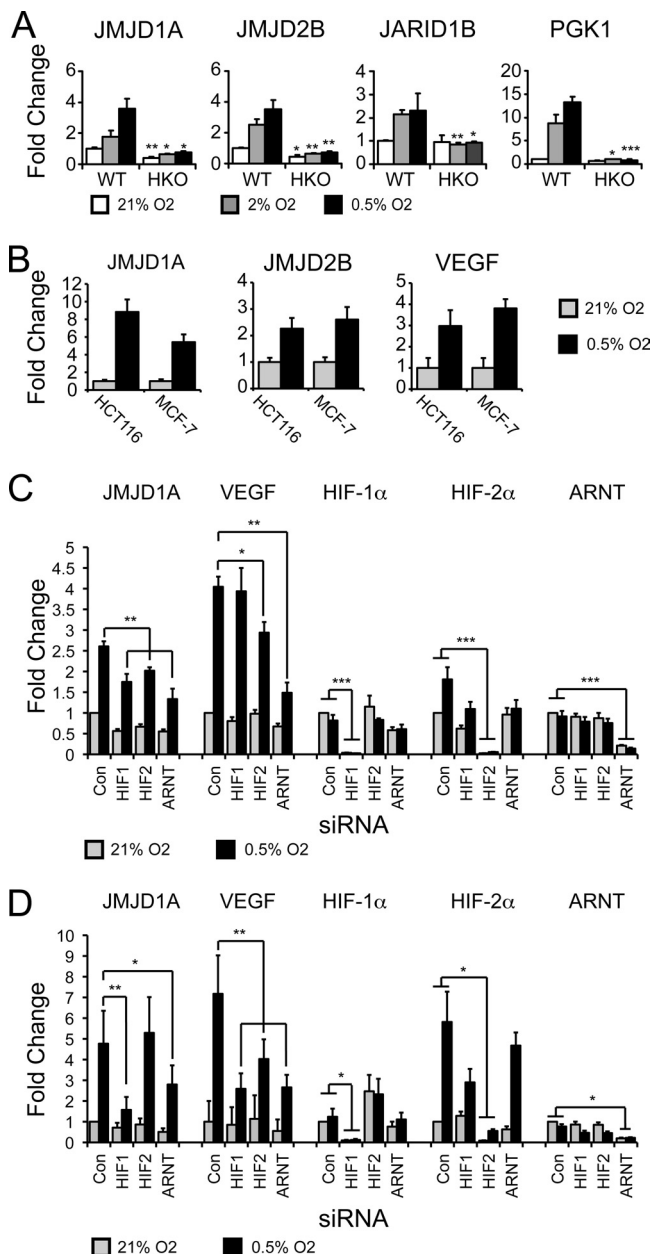 A
JMJD1A
JMJD2B
JARID1B
PGK1
Fold Change
6
4
2
0
6
4
2
0
4
3
2
1
0
20
15
10
5
0
** * *
* ** **
** *
* ***
WT HKO
WT HKO
WT HKO
WT HKO
21% O2
2% O2
0.5% O2
B
JMJD1A
JMJD2B
VEGF
Fold Change
12
10
8
6
4
2
0
4
3
2
1
0
5
4
3
2
1
0
HCT116
MCF-7
HCT116
MCF-7
HCT116
MCF-7
21% O2
0.5% O2
C
JMJD1A
VEGF
HIF-1α
HIF-2α
ARNT
Fold Change
5
4.5
4
3.5
3
2.5
2
1.5
1
0.5
0
**
**
*
***
***
***
Con HIF1 HIF2 ARNT
Con HIF1 HIF2 ARNT
Con HIF1 HIF2 ARNT
Con HIF1 HIF2 ARNT
Con HIF1 HIF2 ARNT
siRNA
21% O2
0.5% O2
D
JMJD1A
VEGF
HIF-1α
HIF-2α
ARNT
Fold Change
10
9
8
7
6
5
4
3
2
1
0
*
**
**
*
*
*
Con HIF1 HIF2 ARNT
Con HIF1 HIF2 ARNT
Con HIF1 HIF2 ARNT
Con HIF1 HIF2 ARNT
Con HIF1 HIF2 ARNT
siRNA
21% O2
0.5% O2